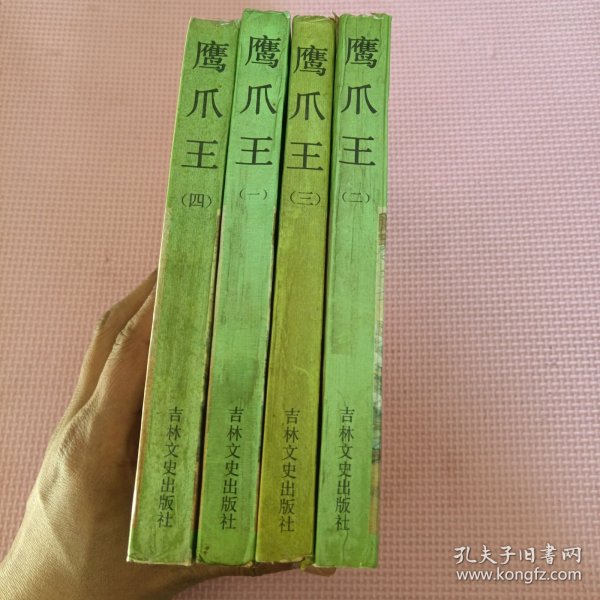 鹰爪王
(四)
吉林文史出版社
鹰爪王
(一)
吉林文史出版社
鹰爪王
(三)
吉林文史出版社
鹰爪王
(二)
吉林文史出版社
孔夫子旧书网
www.kongfz.com